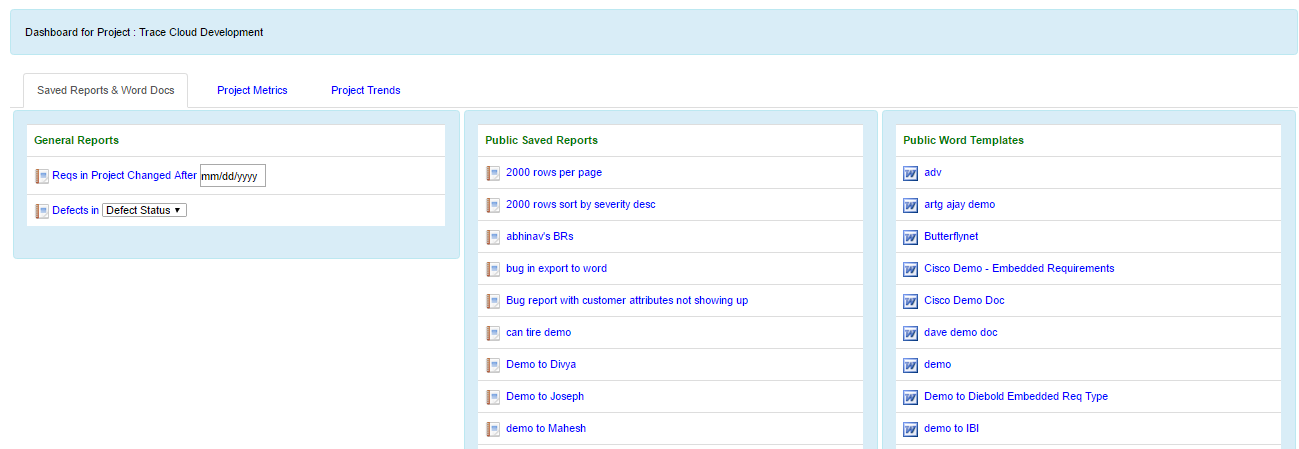 Dashboard for Project : Trace Cloud Development
Saved Reports & Word Docs
Project Metrics
Project Trends
General Reports
Reqs in Project Changed After mm/dd/yyyy
Defects in Defect Status ▼
Public Saved Reports
2000 rows per page
2000 rows sort by severity desc
abhinav's BRs
bug in export to word
Bug report with customer attributes not showing up
can tire demo
Demo to Divya
Demo to Joseph
demo to Mahesh
Public Word Templates
adv
artg ajay demo
Butterflynet
Cisco Demo - Embedded Requirements
Cisco Demo Doc
dave demo doc
demo
Demo to Diebold Embedded Req Type
demo to IBI